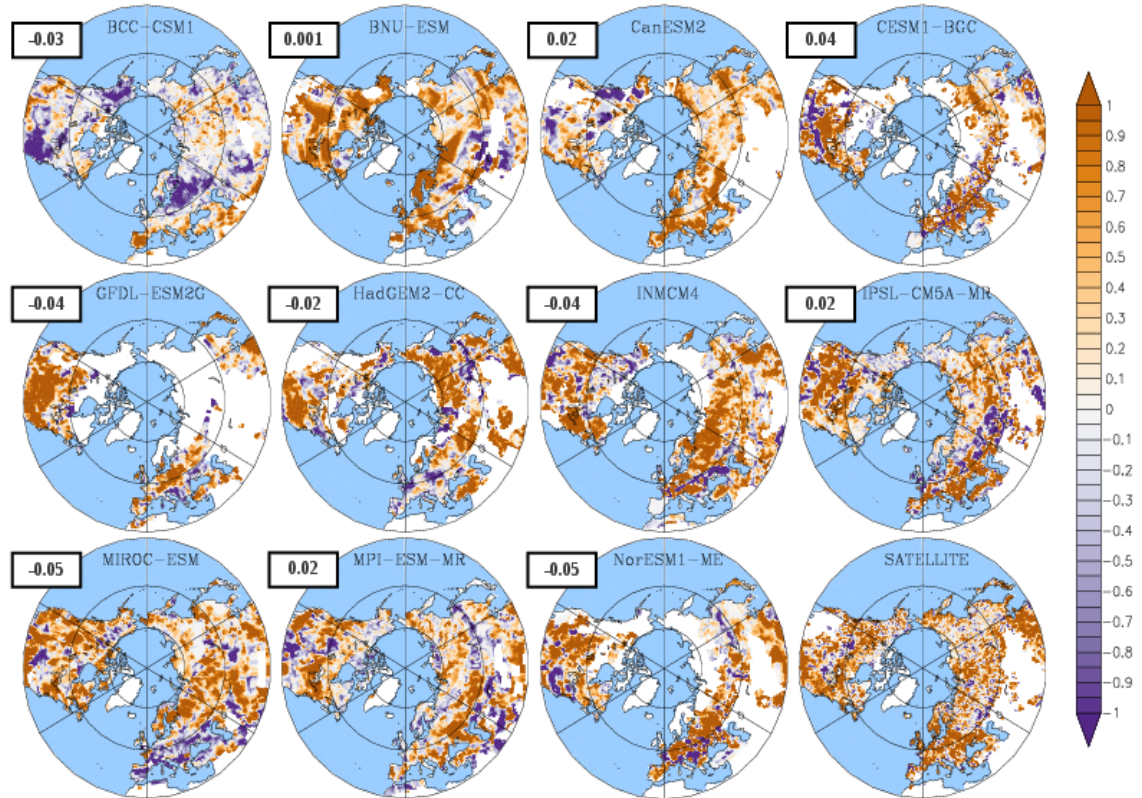 BCC-CSM1
-0.03
BNU-ESM
0.001
CanESM2
0.02
CESM1-BGC
0.04
GFDL-ESM2G
-0.04
HadGEM2-CC
-0.02
INMCM4
-0.04
IPSL-CM5A-MR
0.02
MIROC-ESM
-0.05
MPI-ESM-MR
0.02
NorESM1-ME
-0.05
SATELLITE
1
0.9
0.8
0.7
0.6
0.5
0.4
0.3
0.2
0.1
0
-0.1
-0.2
-0.3
-0.4
-0.5
-0.6
-0.7
-0.8
-0.9
-1